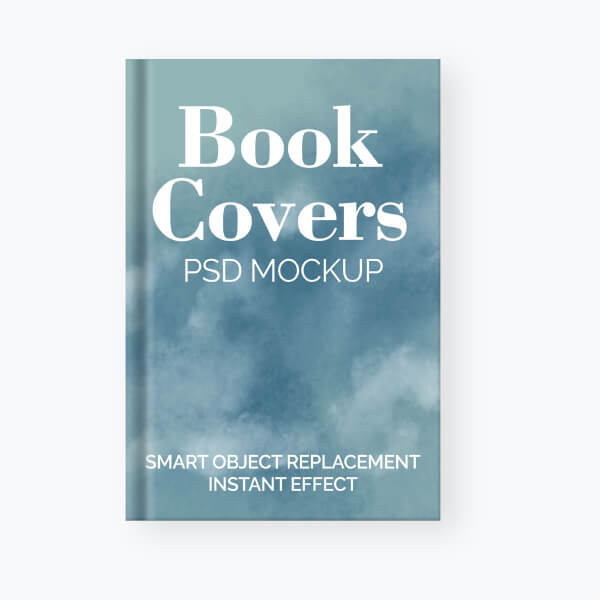 Book
Covers
PSD MOCKUP
SMART OBJECT REPLACEMENT
INSTANT EFFECT